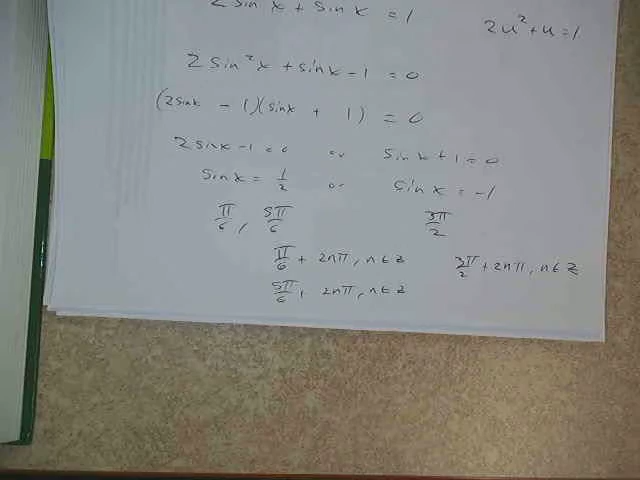 2 sin x + sin x = 1
2u² + u = 1
2 sin² x + sin x - 1 = 0
(2 sin x - 1)(sin x + 1) = 0
2 sin x - 1 = 0 or sin x + 1 = 0
sin x = 1/2 or sin x = -1
π/6, 5π/6 3π/2
π/6 + 2nπ, n ∈ Z 3π/2 + 2nπ, n ∈ Z
5π/6 + 2nπ, n ∈ Z